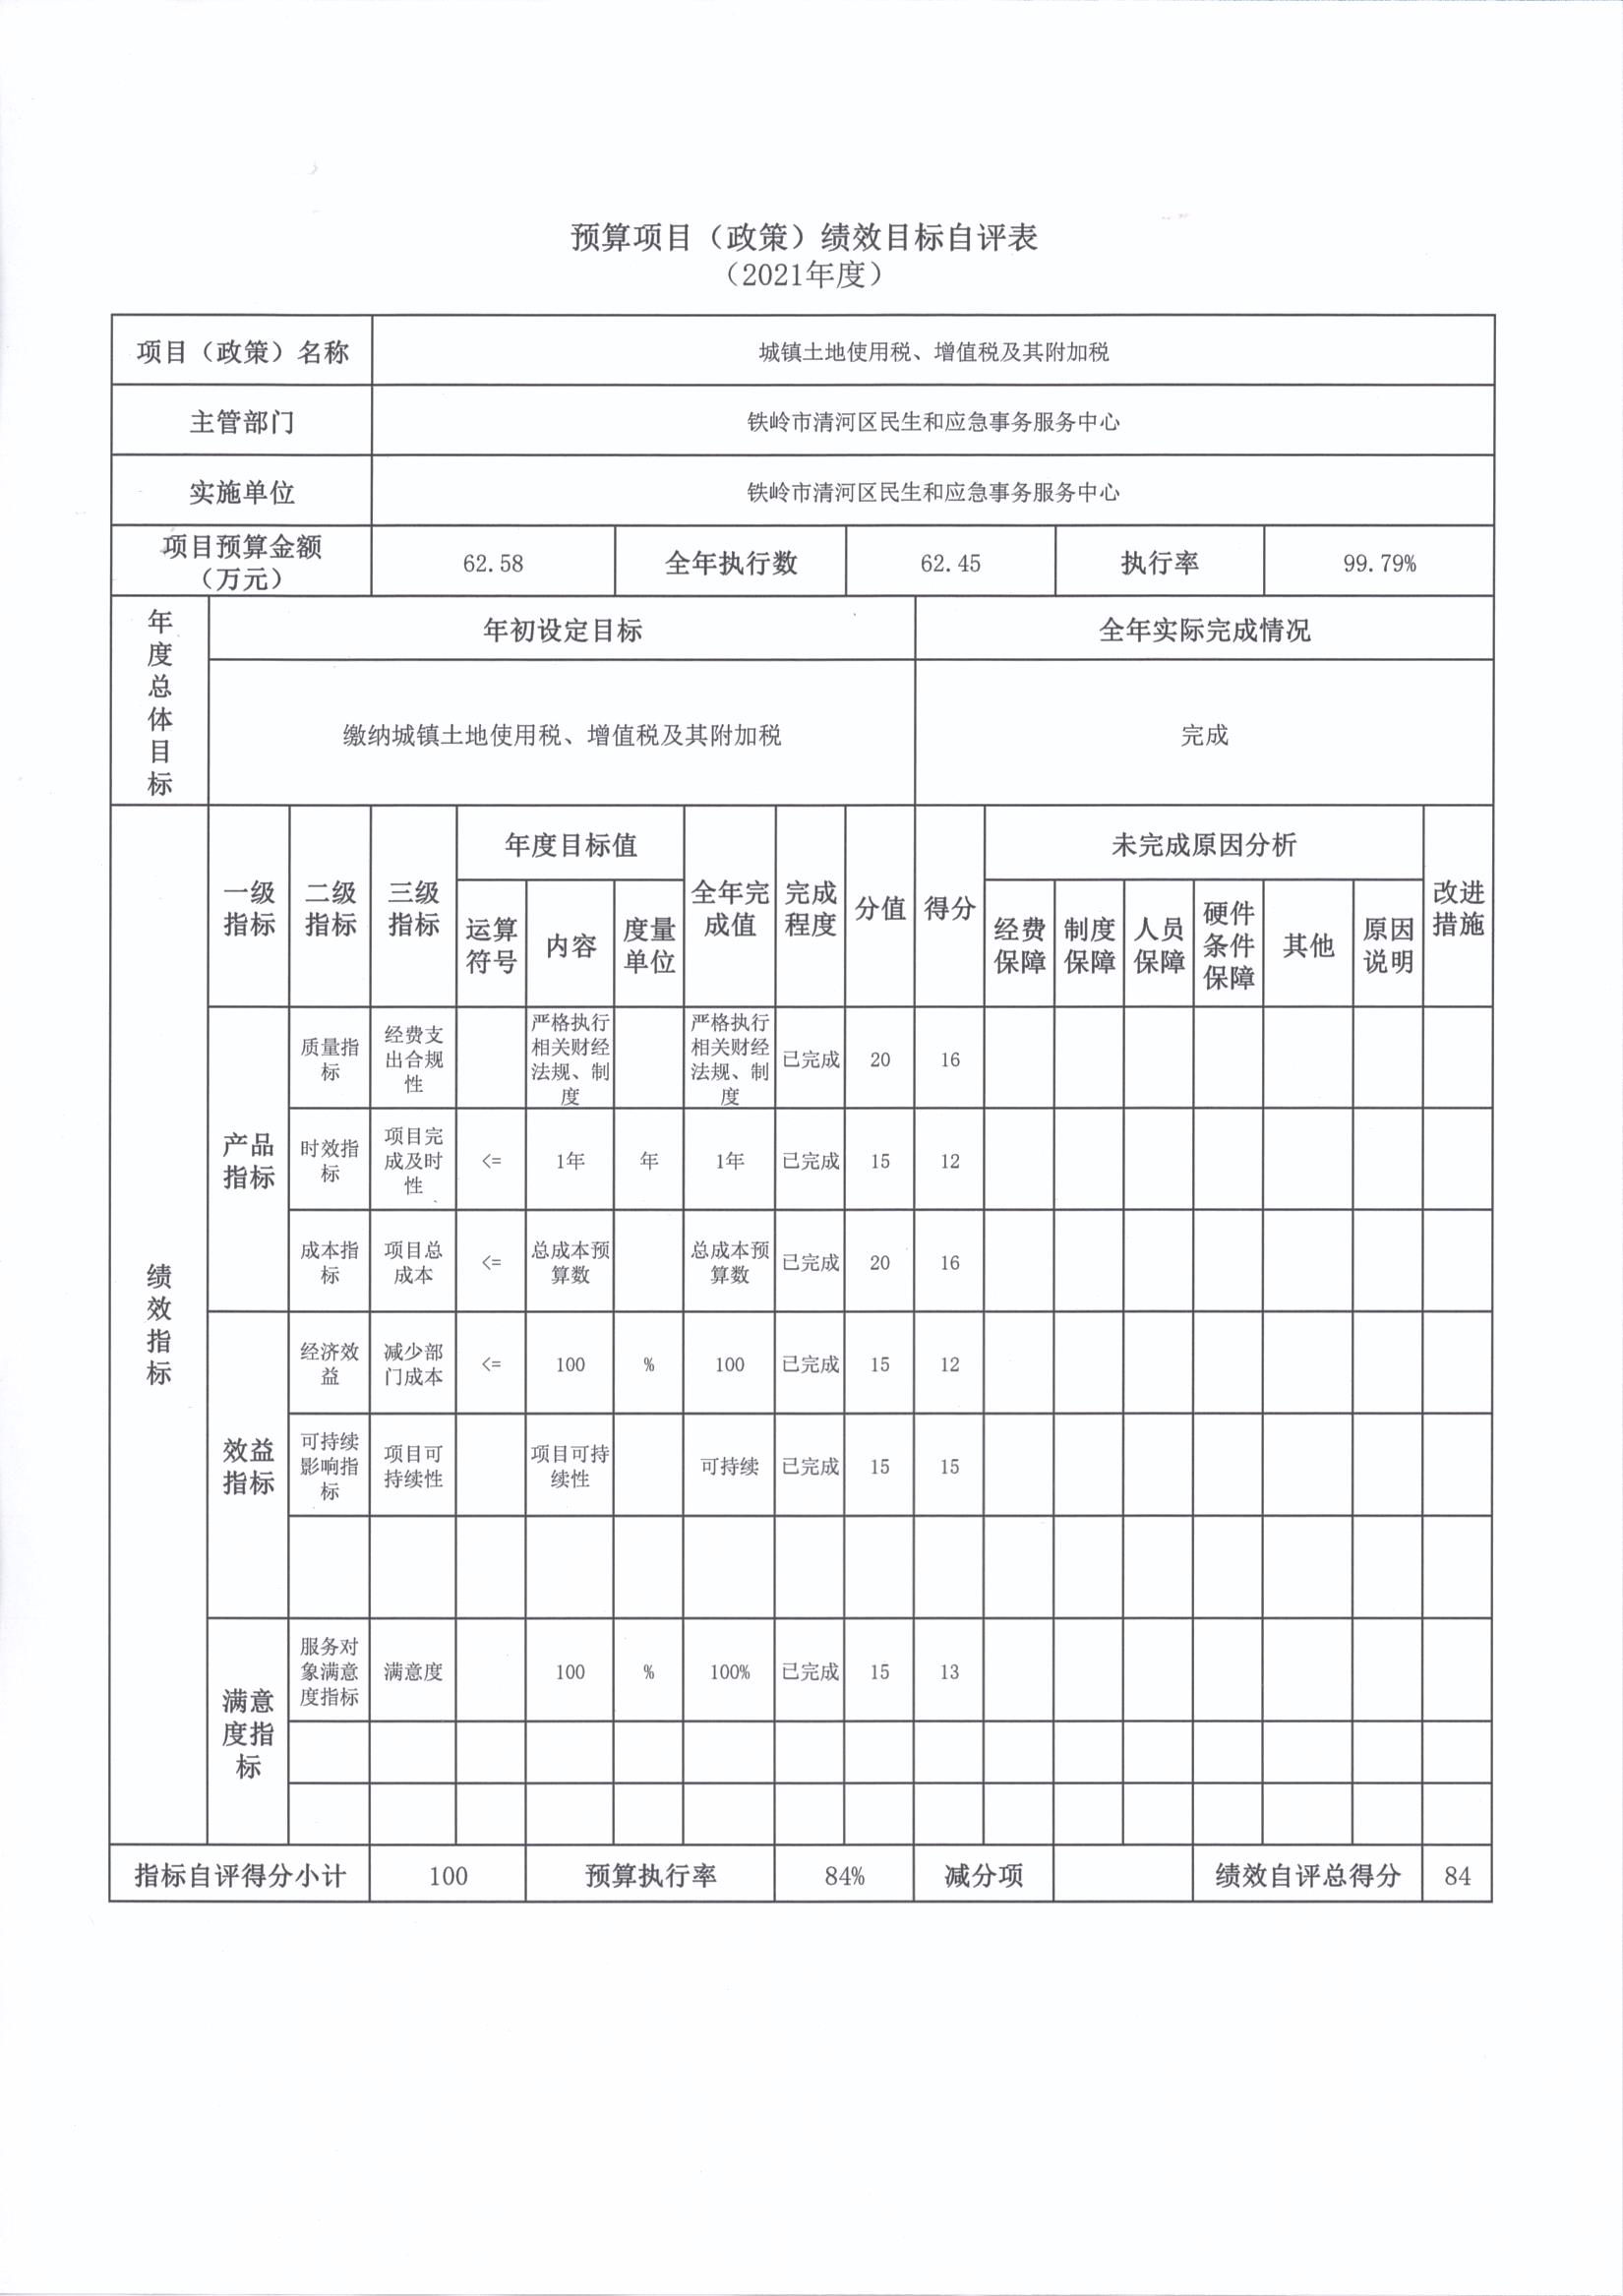 预算项目（政策）绩效目标自评表
（2021年度）
项目（政策）名称 城镇土地使用税、增值税及其附加税
主管部门 铁岭市清河区民生和应急事务服务中心
实施单位 铁岭市清河区民生和应急事务服务中心
项目预算金额
（万元） 62.58 全年执行数 62.45 执行率 99.79%
年度总体目标
年初设定目标 全年实际完成情况
缴纳城镇土地使用税、增值税及其附加税 完成
绩效指标
一级指标 二级指标 三级指标 年度目标值 全年完成值 完成程度 分值 得分 未完成原因分析 改进措施
运算符号 内容 度量单位 经费保障 制度保障 人员保障 硬件条件保障 其他 原因说明
产品指标
质量指标 经费支出合规性 严格执行相关财经法规、制度 严格执行相关财经法规、制度 已完成 20 16
时效指标 项目完成及时性 <= 1年 年 1年 已完成 15 12
成本指标 项目总成本 <= 总成本预算数 总成本预算数 已完成 20 16
效益指标
经济效益 减少部门成本 <= 100 % 100 已完成 15 12
可持续影响指标 项目可持续性 项目可持续性 可持续 已完成 15 15
满意度指标
服务对象满意度指标 满意度 100 % 100% 已完成 15 13
指标自评得分小计 100 预算执行率 84% 减分项 绩效自评总得分 84